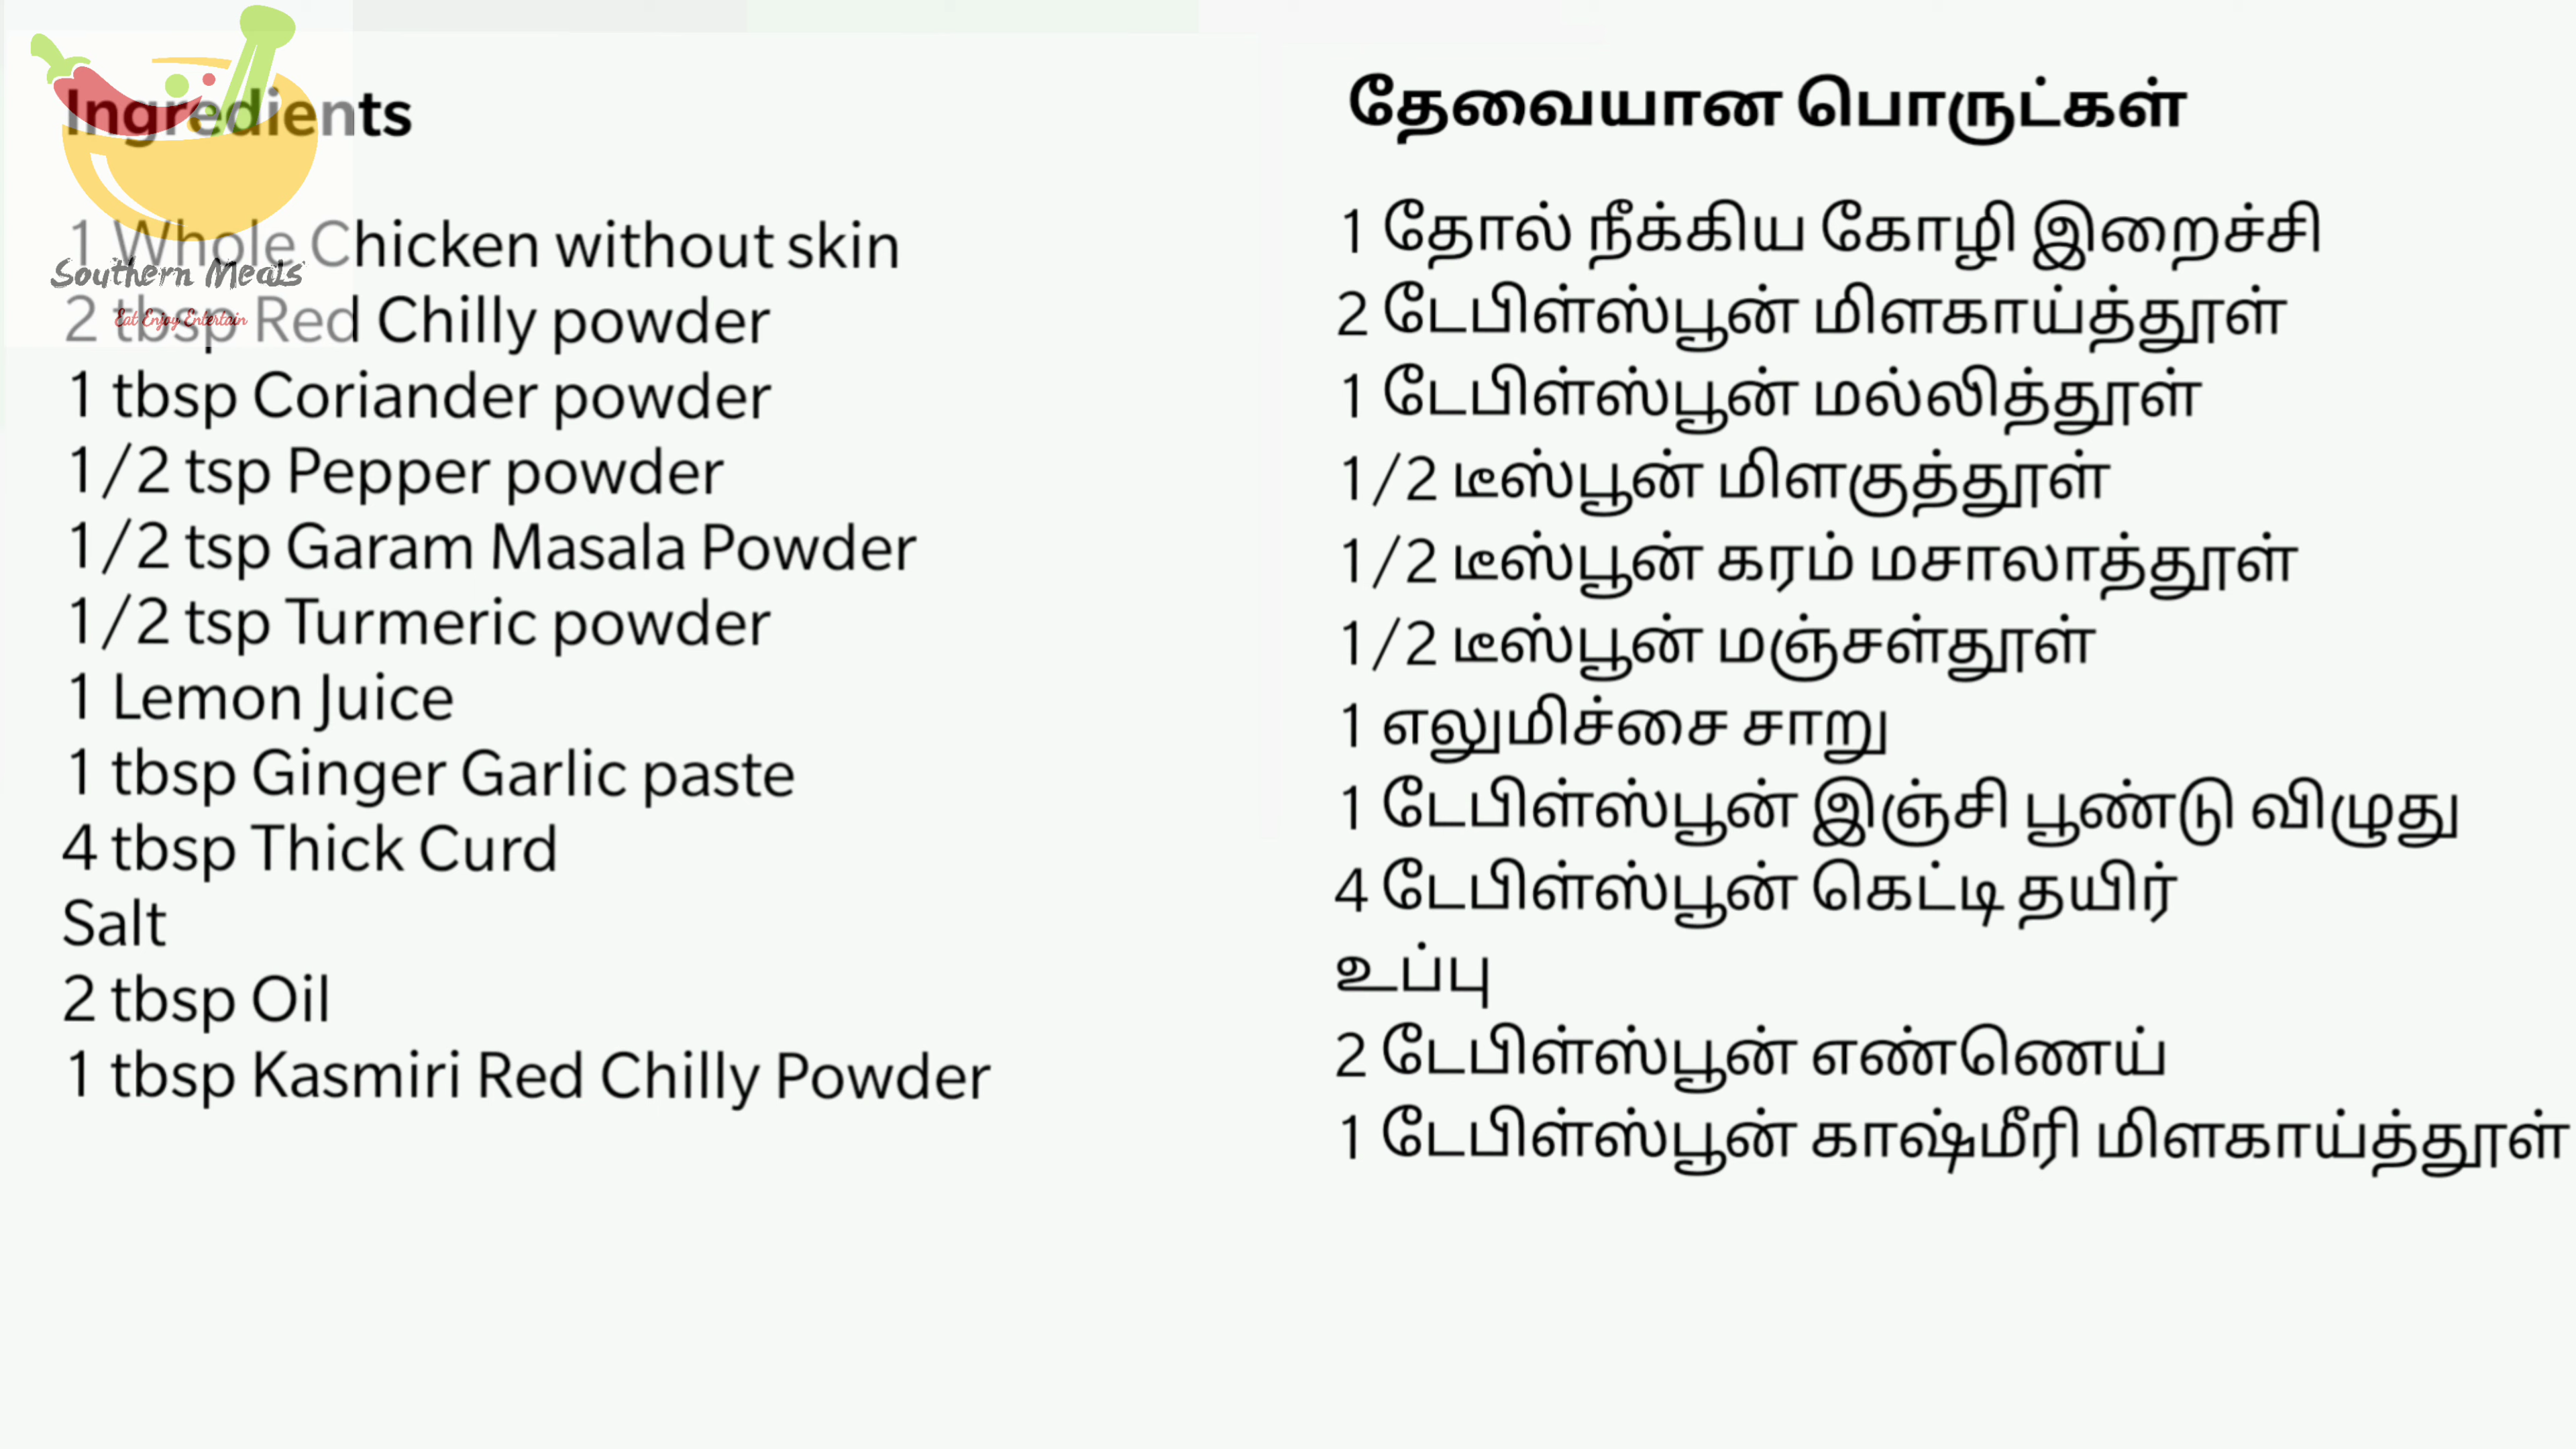 Ingredients
1 Whole Chicken without skin
Southern Meals
Eat Enjoy Entertain
2 tbsp Red Chilly powder
1 tbsp Coriander powder
1/2 tsp Pepper powder
1/2 tsp Garam Masala Powder
1/2 tsp Turmeric powder
1 Lemon Juice
1 tbsp Ginger Garlic paste
4 tbsp Thick Curd
Salt
2 tbsp Oil
1 tbsp Kasmiri Red Chilly Powder
தேவையான பொருட்கள்
1 தோல் நீக்கிய கோழி இறைச்சி
2 டேபிள்ஸ்பூன் மிளகாய்த்தூள்
1 டேபிள்ஸ்பூன் மல்லித்தூள்
1/2 டீஸ்பூன் மிளகுத்தூள்
1/2 டீஸ்பூன் கரம் மசாலாத்தூள்
1/2 டீஸ்பூன் மஞ்சள்தூள்
1 எலுமிச்சை சாறு
1 டேபிள்ஸ்பூன் இஞ்சி பூண்டு விழுது
4 டேபிள்ஸ்பூன் கெட்டி தயிர்
உப்பு
2 டேபிள்ஸ்பூன் எண்ணெய்
1 டேபிள்ஸ்பூன் காஷ்மீரி மிளகாய்த்தூள்